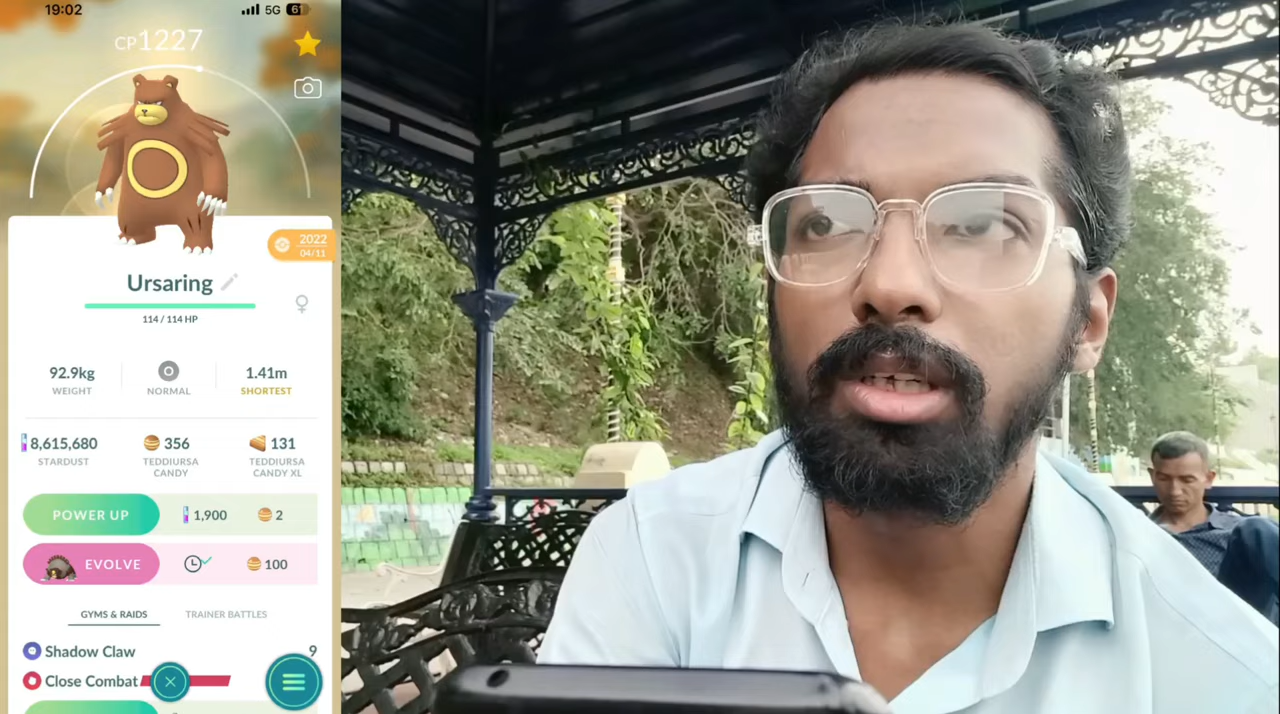 19:02
5G 61
CP1227
2022
04/11
Ursaring
114 / 114 HP
92.9kg
WEIGHT
NORMAL
1.41m
SHORTEST
8,615,680
STARDUST
356
TEDDIURSA
CANDY
131
TEDDIURSA
CANDY XL
POWER UP
1,900
2
EVOLVE
100
GYMS & RAIDS
TRAINER BATTLES
Shadow Claw
9
Close Combat